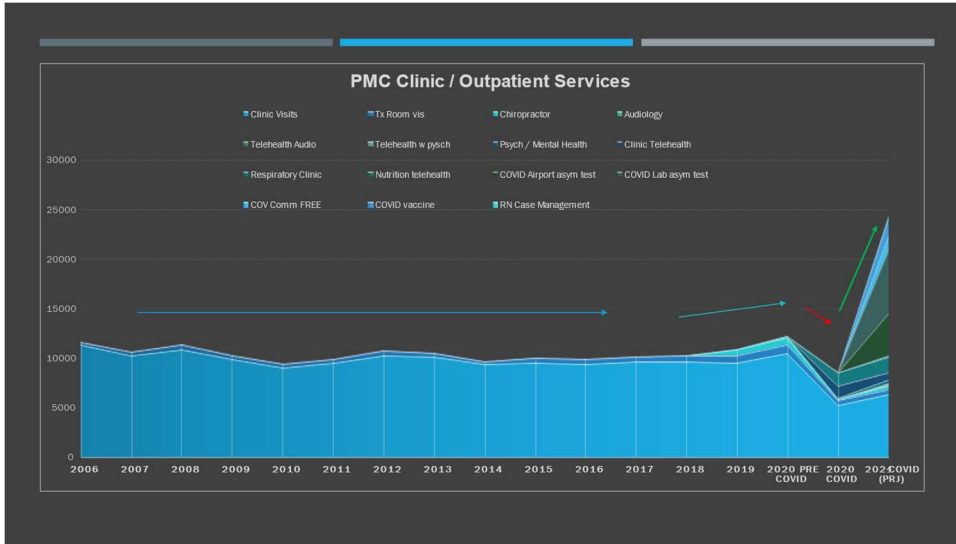 PMC Clinic / Outpatient Services
Clinic Visits Tx Room vis Chiropractor Audiology
Telehealth Audio Telehealth w pysch Psych / Mental Health Clinic Telehealth
Respiratory Clinic Nutrition telehealth COVID Airport asym test COVID Lab asym test
COV Comm FREE COVID vaccine RN Case Management
30000
25000
20000
15000
10000
5000
0
2006 2007 2008 2009 2010 2011 2012 2013 2014 2015 2016 2017 2018 2019 2020 PRE 2020 COVID
COVID COVID (PRJ)